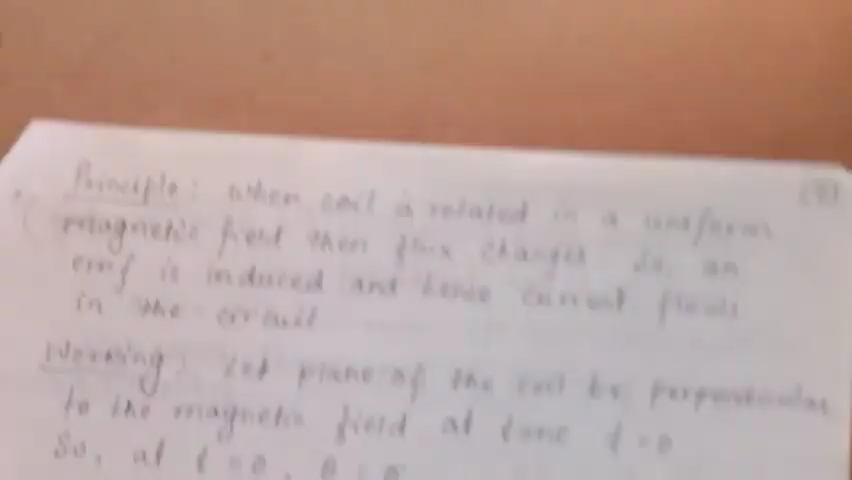 Principle: when coil is rotated in a uniform
magnetic field then flux changes so, an
emf is induced and hence current flows
in the circuit
Working: Let plane of the coil be perpendicular
to the magnetic field at time t = 0
So, at t = 0, θ = 0